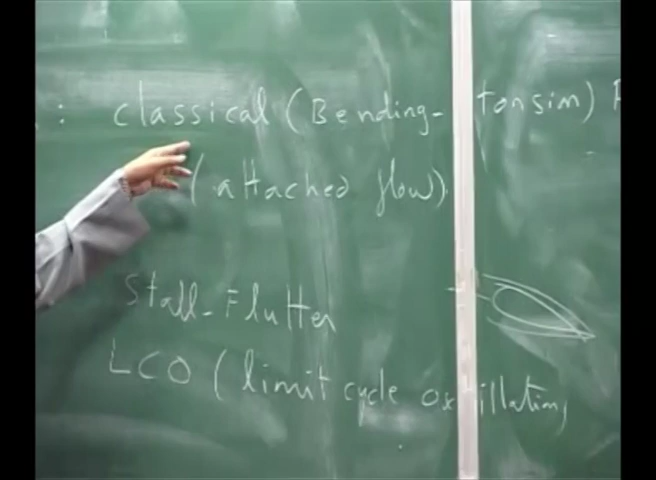 : classical (Bending-torsion) F
(attached flow)
Stall-Flutter
LCO (limit cycle oscillation,